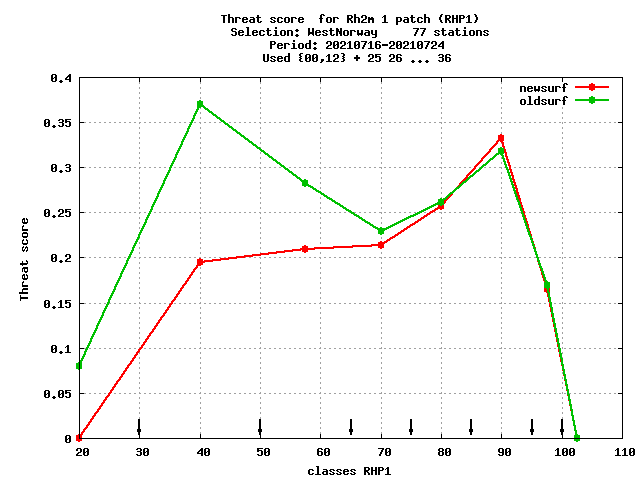 Threat score  for Rh2m 1 patch (RHP1)
Selection: WestNorway     77 stations
Period: 20210716-20210724
Used {00,12} + 25 26 ... 36
newsurf
oldsurf
0.4
0.35
0.3
0.25
0.2
0.15
0.1
0.05
0
Threat score
20 30 40 50 60 70 80 90 100 110
classes RHP1